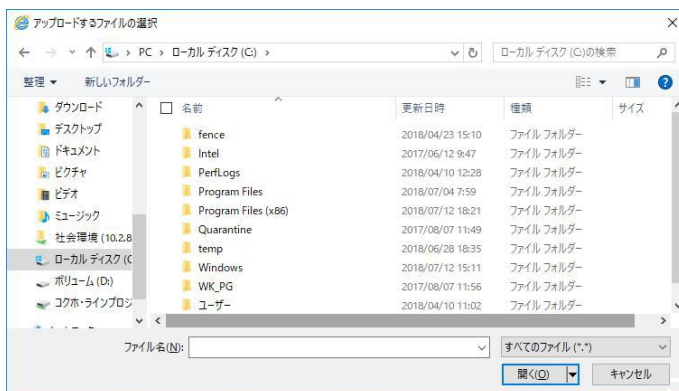 アップロードするファイルの選択
PC › ローカル ディスク (C:) ›
ローカル ディスク (C:)の検索
整理 新しいフォルダー
名前 更新日時 種類 サイズ
ダウンロード
デスクトップ
ドキュメント
ピクチャ
ビデオ
ミュージック
社会環境 (10.2.8
ローカル ディスク (C
ボリューム (D:)
コクホ・ラインプロジ
fence 2018/04/23 15:10 ファイル フォルダー
Intel 2017/06/12 9:47 ファイル フォルダー
PerfLogs 2018/04/10 12:28 ファイル フォルダー
Program Files 2018/07/04 7:59 ファイル フォルダー
Program Files (x86) 2018/07/12 18:21 ファイル フォルダー
Quarantine 2017/08/07 11:49 ファイル フォルダー
temp 2018/06/28 18:35 ファイル フォルダー
Windows 2018/07/12 15:11 ファイル フォルダー
WK_PG 2017/08/07 11:56 ファイル フォルダー
ユーザー 2018/04/10 11:02 ファイル フォルダー
ファイル名(N):
すべてのファイル (*.*)
開く(O) キャンセル